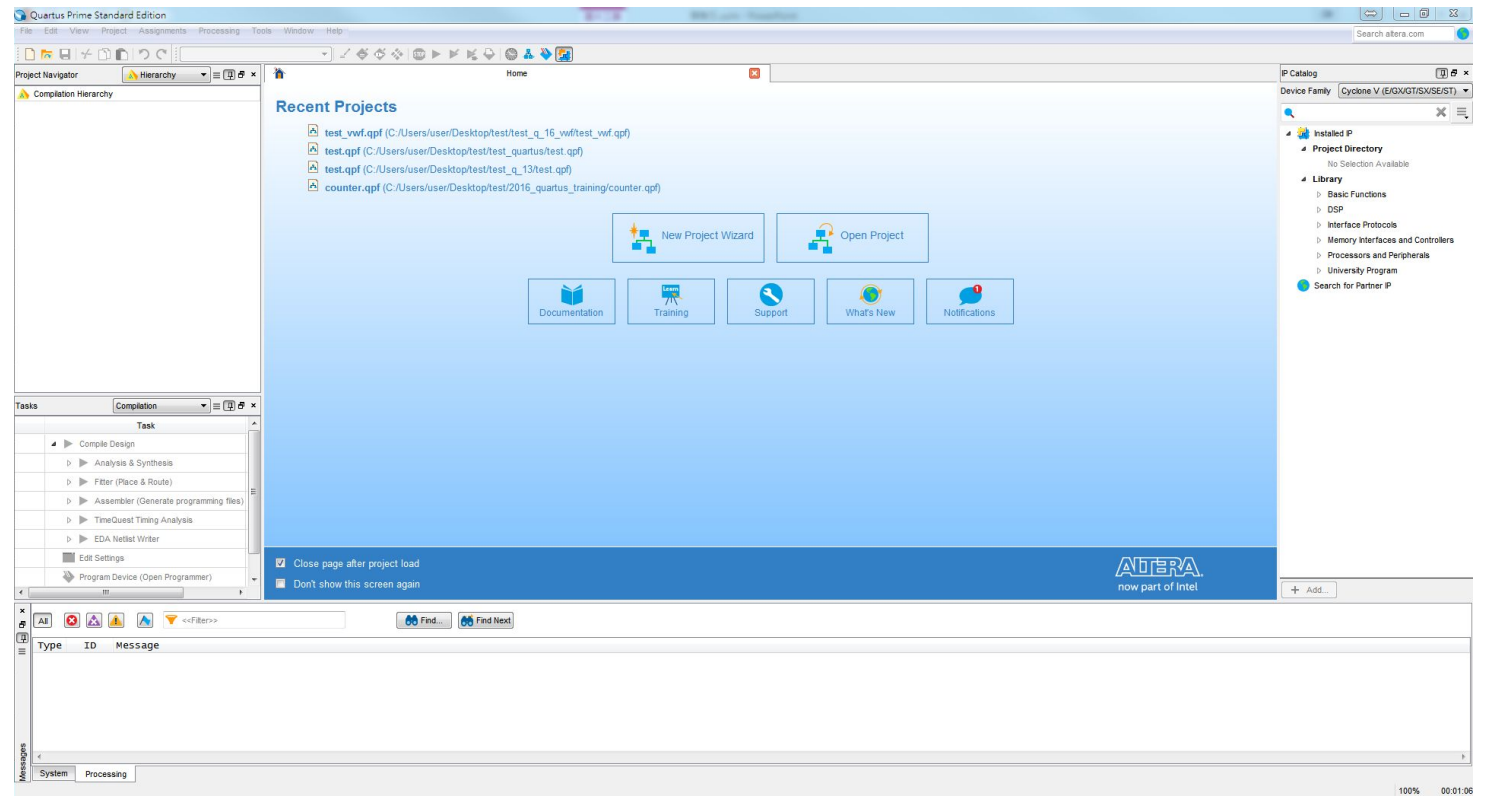 Quartus Prime Standard Edition
File Edit View Project Assignments Processing Tools Window Help
Search altera.com
Project Navigator
Hierarchy
Compilation Hierarchy
Home
Recent Projects
test_vwf.qpf (C:/Users/user/Desktop/test/test_q_16_vwf/test_vwf.qpf)
test.qpf (C:/Users/user/Desktop/test/test_quartus/test.qpf)
test.qpf (C:/Users/user/Desktop/test/test_q_13/test.qpf)
counter.qpf (C:/Users/user/Desktop/test/2016_quartus_training/counter.qpf)
New Project Wizard
Open Project
Documentation
Learn
Training
Support
What's New
1
Notifications
Close page after project load
Don't show this screen again
ALTERA
now part of Intel
IP Catalog
Device Family Cyclone V (E/GX/GT/SX/SE/ST)
Installed IP
Project Directory
No Selection Available
Library
Basic Functions
DSP
Interface Protocols
Memory Interfaces and Controllers
Processors and Peripherals
University Program
Search for Partner IP
+ Add...
Tasks
Compilation
Task
Compile Design
Analysis & Synthesis
Fitter (Place & Route)
Assembler (Generate programming files)
TimeQuest Timing Analysis
EDA Netlist Writer
Edit Settings
Program Device (Open Programmer)
All
<<Filter>>
Find...
Find Next
Type ID Message
Messages
System
Processing
100% 00:01:06